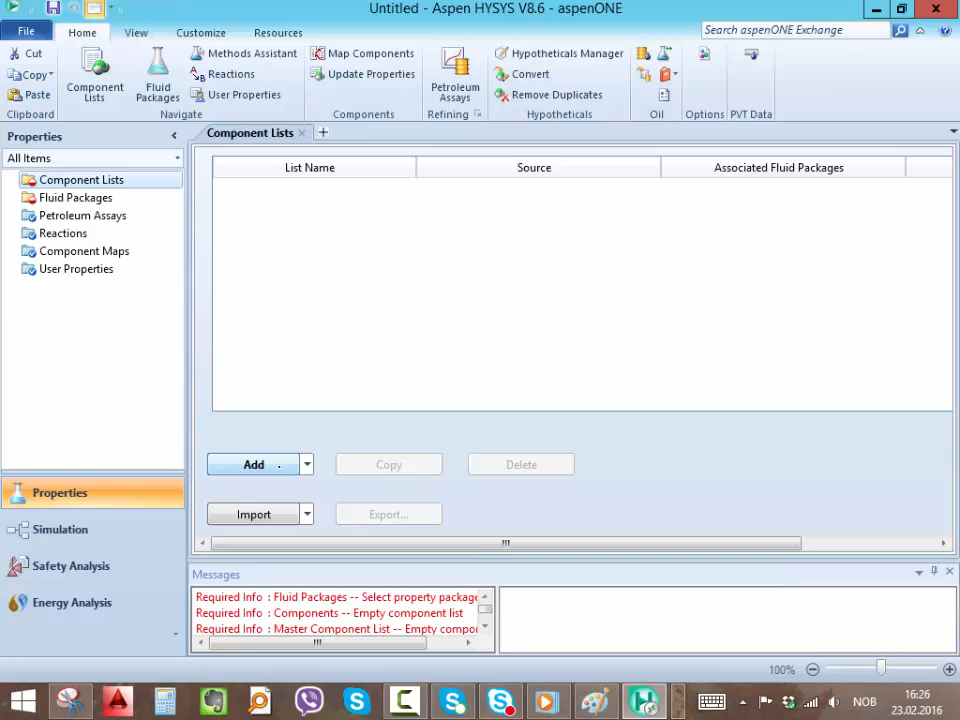 Untitled - Aspen HYSYS V8.6 - aspenONE
File
Home
View
Customize
Resources
Search aspenONE Exchange
Cut
Copy
Paste
Clipboard
Component
Lists
Fluid
Packages
Methods Assistant
Reactions
User Properties
Navigate
Map Components
Update Properties
Components
Petroleum
Assays
Refining
Hypotheticals Manager
Convert
Remove Duplicates
Hypotheticals
Oil
Options
PVT Data
Properties
All Items
Component Lists
Fluid Packages
Petroleum Assays
Reactions
Component Maps
User Properties
Properties
Simulation
Safety Analysis
Energy Analysis
Component Lists
List Name
Source
Associated Fluid Packages
Add
Copy
Delete
Import
Export...
Messages
Required Info : Fluid Packages -- Select property package
Required Info : Components -- Empty component list
Required Info : Master Component List -- Empty compo
100%
NOB
16:26
23.02.2016